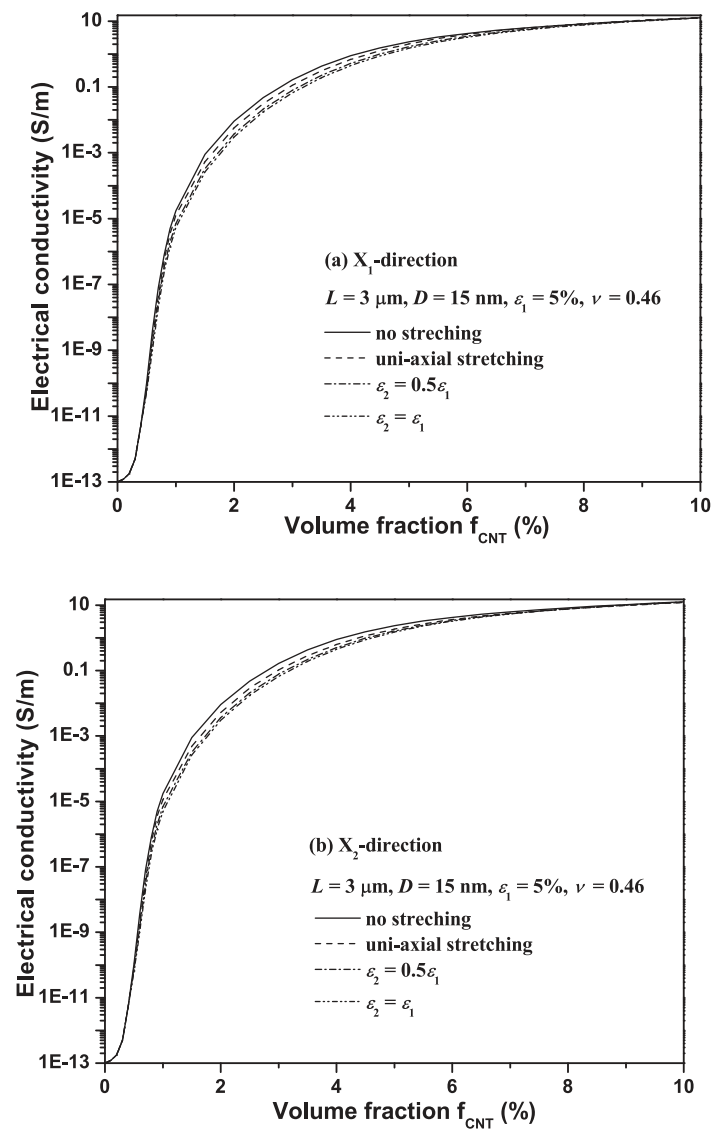 10
0.1
1E-3
1E-5
1E-7
1E-9
1E-11
1E-13
Electrical conductivity (S/m)
(a) X₁-direction
L = 3 μm, D = 15 nm, ε₁ = 5%, ν = 0.46
no streching
uni-axial stretching
ε₂ = 0.5ε₁
ε₂ = ε₁
0 2 4 6 8 10
Volume fraction f_CNT (%)
10
0.1
1E-3
1E-5
1E-7
1E-9
1E-11
1E-13
Electrical conductivity (S/m)
(b) X₂-direction
L = 3 μm, D = 15 nm, ε₁ = 5%, ν = 0.46
no streching
uni-axial stretching
ε₂ = 0.5ε₁
ε₂ = ε₁
0 2 4 6 8 10
Volume fraction f_CNT (%)